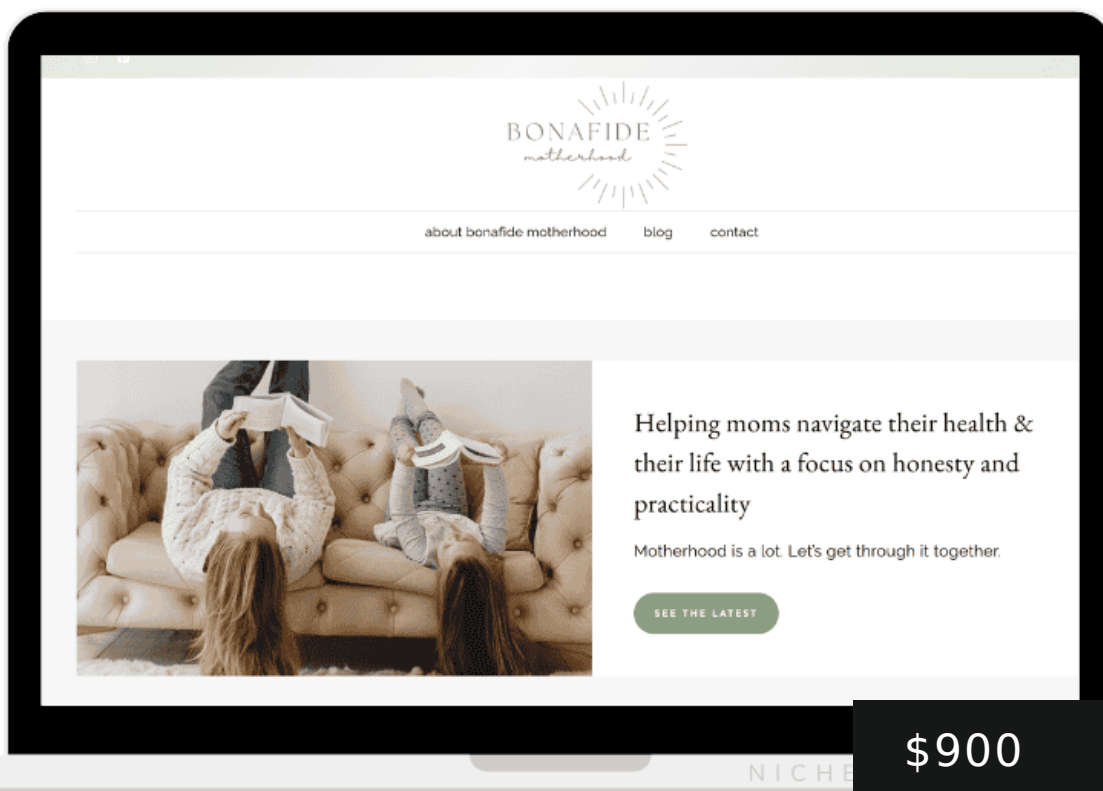 BONAFIDE
motherhood
about bonafide motherhood blog contact
Helping moms navigate their health &
their life with a focus on honesty and
practicality
Motherhood is a lot. Let's get through it together.
SEE THE LATEST
$900
NICHE